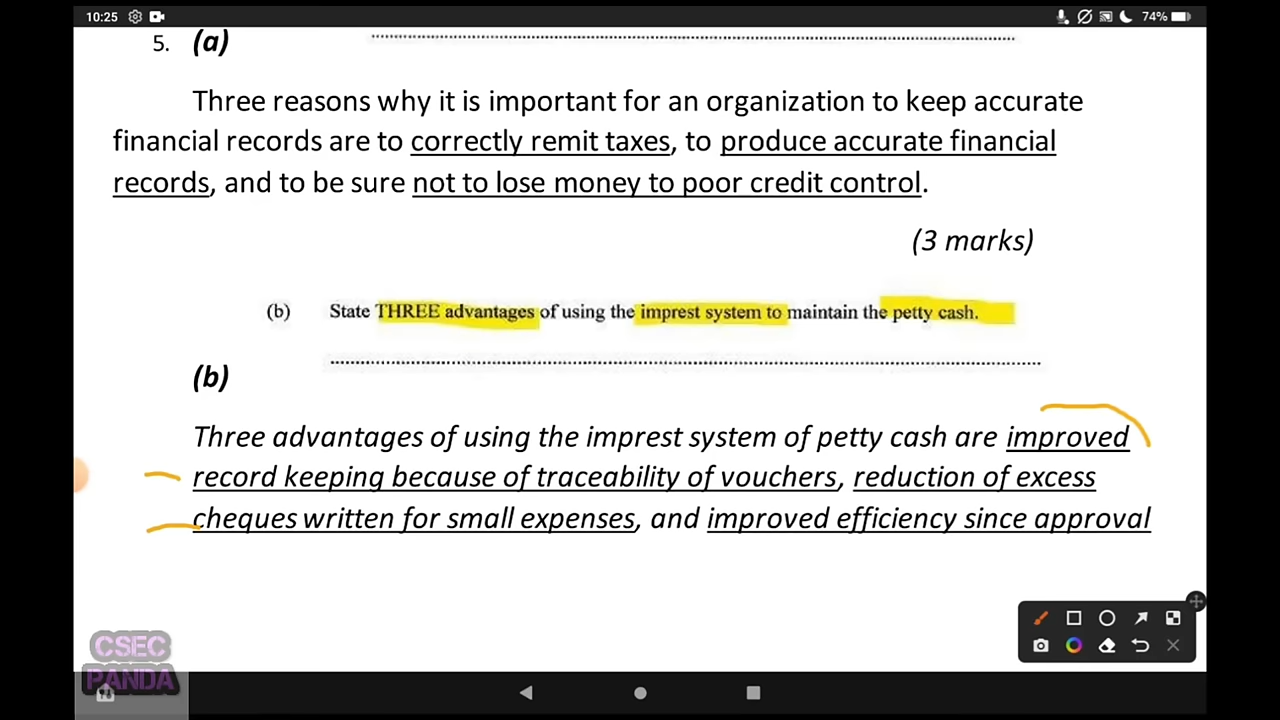 10:25
74%
5. (a)
Three reasons why it is important for an organization to keep accurate
financial records are to correctly remit taxes, to produce accurate financial
records, and to be sure not to lose money to poor credit control.
(3 marks)
(b) State THREE advantages of using the imprest system to maintain the petty cash.
(b)
Three advantages of using the imprest system of petty cash are improved
record keeping because of traceability of vouchers, reduction of excess
cheques written for small expenses, and improved efficiency since approval
CSEC
PANDA